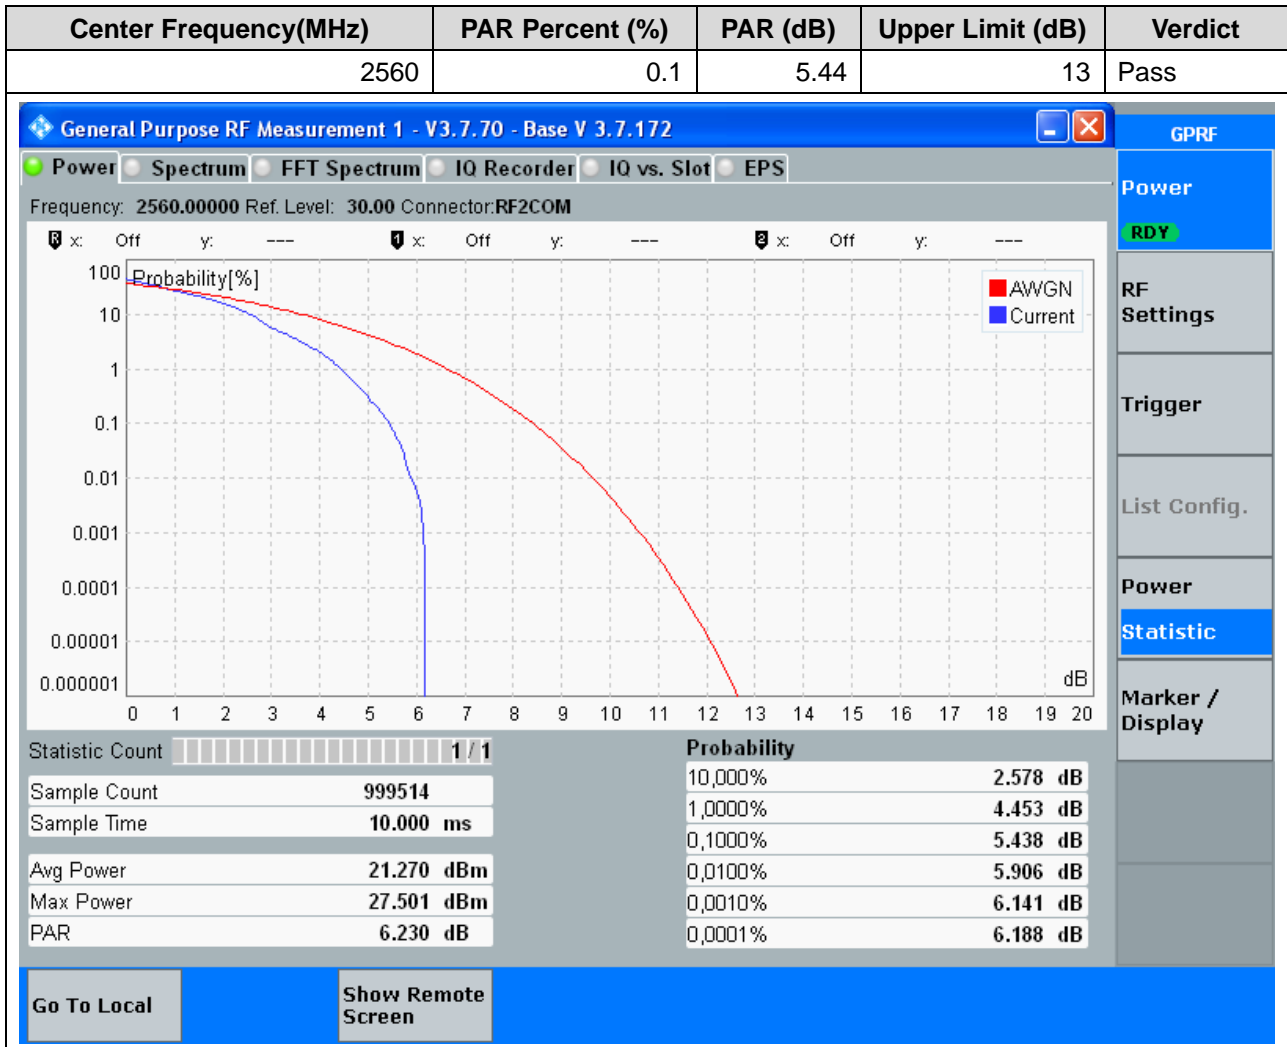 Center Frequency(MHz) PAR Percent (%) PAR (dB) Upper Limit (dB) Verdict
2560 0.1 5.44 13 Pass
General Purpose RF Measurement 1 - V3.7.70 - Base V 3.7.172
GPRF
Power Spectrum FFT Spectrum IQ Recorder IQ vs. Slot EPS
Frequency: 2560.00000 Ref. Level: 30.00 Connector:RF2COM
R x: Off y: --- 1 x: Off y: --- 2 x: Off y: ---
Probability[%]
100
10
1
0.1
0.01
0.001
0.0001
0.00001
0.000001
AWGN
Current
dB
0 1 2 3 4 5 6 7 8 9 10 11 12 13 14 15 16 17 18 19 20
Statistic Count 1 / 1
Sample Count 999514
Sample Time 10.000 ms
Avg Power 21.270 dBm
Max Power 27.501 dBm
PAR 6.230 dB
Probability
10,000% 2.578 dB
1,0000% 4.453 dB
0,1000% 5.438 dB
0,0100% 5.906 dB
0,0010% 6.141 dB
0,0001% 6.188 dB
Power
RDY
RF
Settings
Trigger
List Config.
Power
Statistic
Marker /
Display
Go To Local
Show Remote
Screen